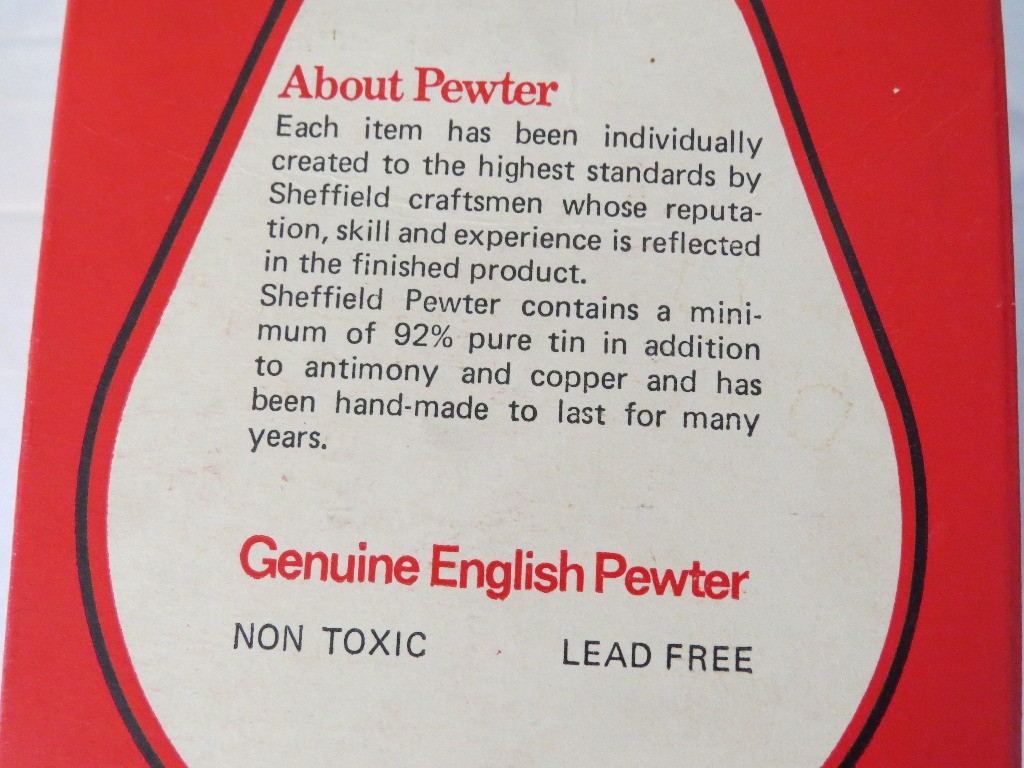 About Pewter
Each item has been individually
created to the highest standards by
Sheffield craftsmen whose reputa-
tion, skill and experience is reflected
in the finished product.
Sheffield Pewter contains a mini-
mum of 92% pure tin in addition
to antimony and copper and has
been hand-made to last for many
years.
Genuine English Pewter
NON TOXIC LEAD FREE